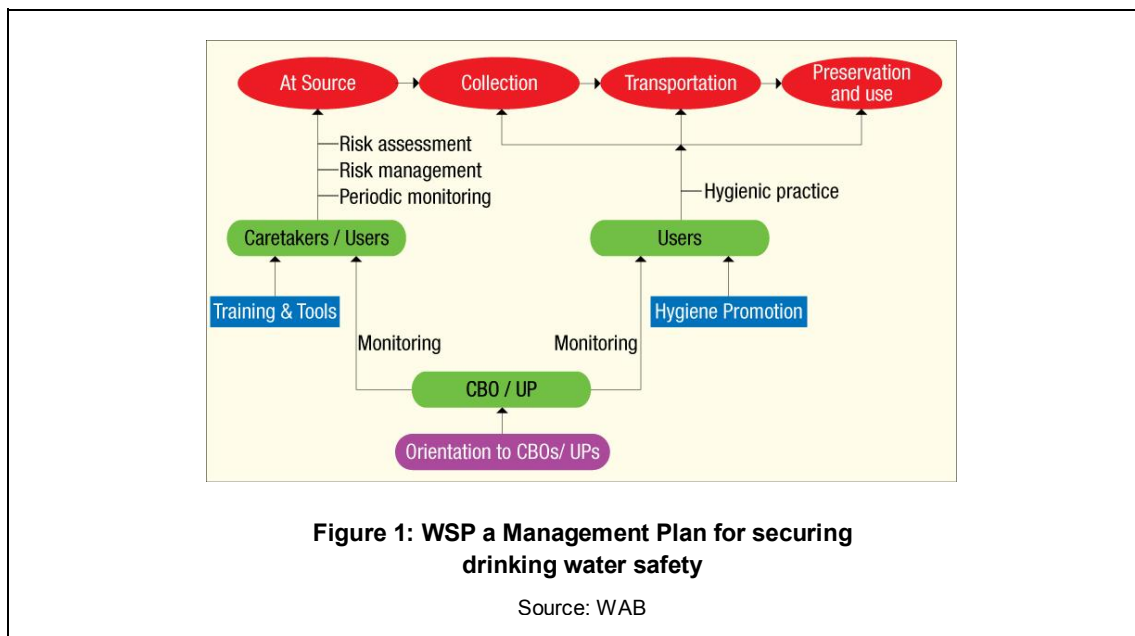 At Source
Collection
Transportation
Preservation
and use
Risk assessment
Risk management
Periodic monitoring
Hygienic practice
Caretakers / Users
Users
Training & Tools
Hygiene Promotion
Monitoring
Monitoring
CBO / UP
Orientation to CBOs/ UPs
Figure 1: WSP a Management Plan for securing
drinking water safety
Source: WAB